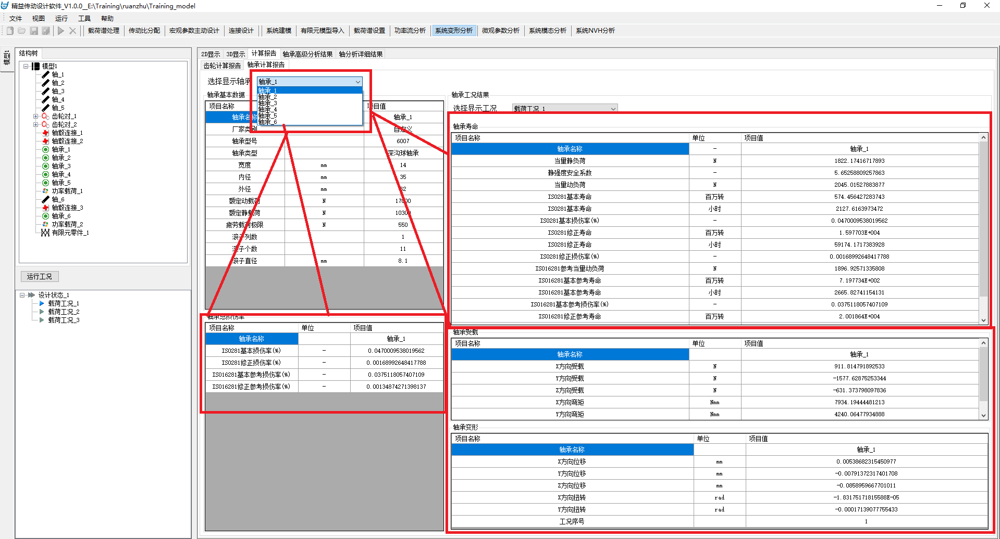 精益传动设计软件_V1.0.0__E:\Training\ruanzhu\Training_model
文件 视图 运行 工具 帮助
载荷谱处理 传动比分配 宏观参数主动设计 连接设计 系统建模 有限元模型导入 载荷谱设置 功率流分析 系统变形分析 微观参数分析 系统模态分析 系统NVH分析
模型1
结构树
模型1
轴_1
轴_2
轴_3
轴_4
轴_5
齿轮对_1
齿轮对_2
轴毂连接_1
轴毂连接_2
轴承_1
轴承_2
轴承_3
轴承_4
轴承_5
功率载荷_1
轴_6
轴毂连接_3
轴承_6
功率载荷_2
有限元零件_1
运行工况
设计状态_1
载荷工况_1
载荷工况_2
载荷工况_3
2D显示 3D显示 计算报告 轴承高级分析结果 轴分析详细结果
齿轮计算报告 轴承计算报告
选择显示轴承 轴承_1
轴承_1
轴承_2
轴承_3
轴承_4
轴承_5
轴承_6
轴承基本数据
项目名称 项目值
轴承名称 轴承_1
厂家类别 自定义
轴承型号 6007
轴承类型 深沟球轴承
宽度 mm 14
内径 mm 35
外径 mm 62
额定动载荷 N 17000
额定静载荷 N 10300
疲劳载荷极限 N 550
滚子列数 1
滚子个数 11
滚子直径 mm 8.1
轴承总损伤率
项目名称 单位 项目值
轴承名称 轴承_1
ISO281基本损伤率(%) - 0.0470009538019562
ISO281修正损伤率(%) - 0.00168992648417788
ISO16281基本参考损伤率(%) - 0.0375118057407109
ISO16281修正参考损伤率(%) - 0.00134874271398137
轴承工况结果
选择显示工况 载荷工况_1
轴承寿命
项目名称 单位 项目值
轴承名称 - 轴承_1
当量静负荷 N 1822.17416717893
静强度安全系数 - 5.65258809257863
当量动负荷 N 2045.01527883877
ISO281基本寿命 百万转 574.456427283743
ISO281基本寿命 小时 2127.6163973472
ISO281基本损伤率(%) - 0.0470009538019562
ISO281修正寿命 百万转 1.597703E+004
ISO281修正寿命 小时 59174.1717383928
ISO281修正损伤率(%) - 0.00168992648417788
ISO16281参考当量动负荷 N 1896.92571335808
ISO16281基本参考寿命 百万转 7.197734E+002
ISO16281基本参考寿命 小时 2665.82741154131
ISO16281基本参考损伤率(%) - 0.0375118057407109
ISO16281修正参考寿命 百万转 2.001864E+004
轴承受载
项目名称 单位 项目值
轴承名称 轴承_1
X方向受载 N 911.814791892533
Y方向受载 N -1577.62875253344
Z方向受载 N -631.373798097836
X方向弯矩 Nmm 7934.19444481213
Y方向弯矩 Nmm 4240.06477934888
轴承变形
项目名称 单位 项目值
轴承名称 轴承_1
X方向位移 mm 0.00538682315450977
Y方向位移 mm -0.00791372317401708
Z方向位移 mm -0.0858959667701011
X方向扭转 rad -1.83175171815588E-05
Y方向扭转 rad -0.00017139077755433
工况序号 1